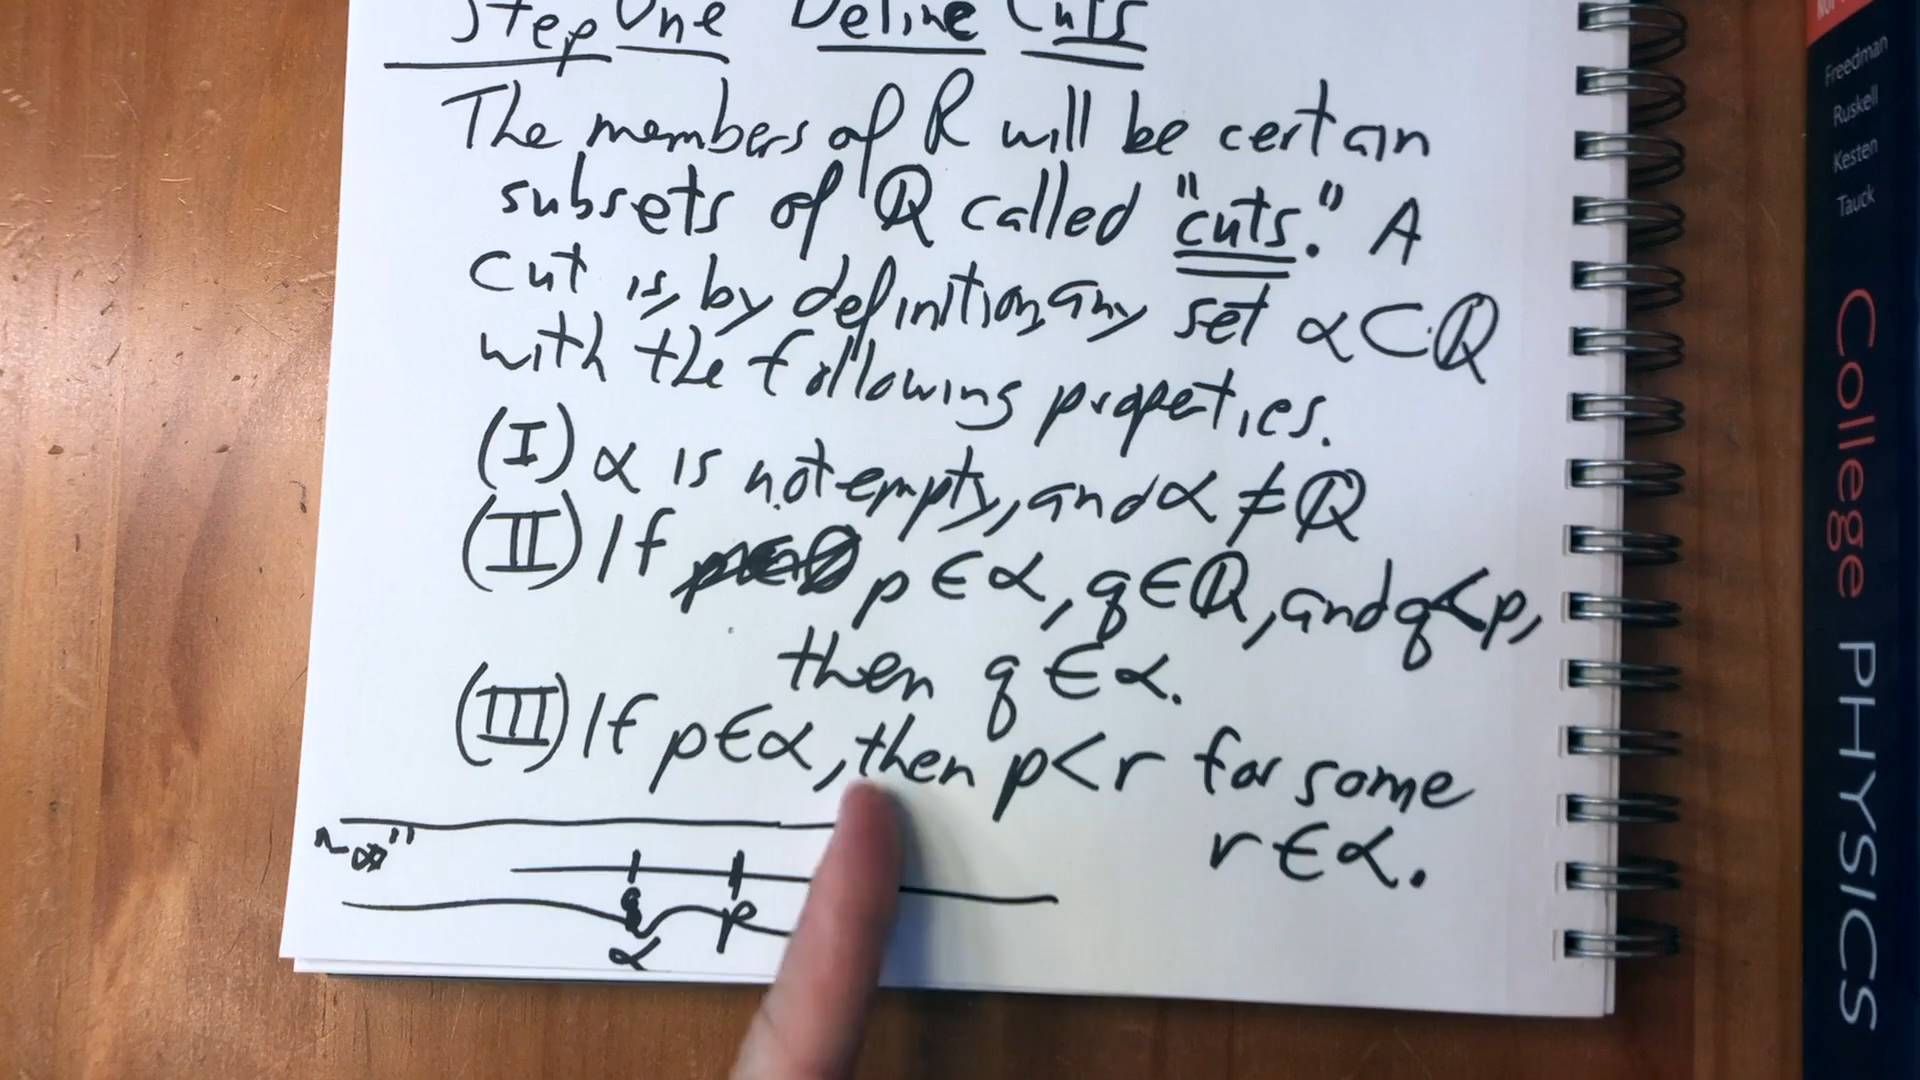 Step One Define Cuts
The members of R will be certain
subsets of ℚ called "cuts." A
cut is, by definition, any set α⊂ℚ
with the following properties.
(I) α is not empty, and α ≠ ℚ
(II) If p∈α, q∈ℚ, and q<p,
then q∈α.
(III) If p∈α, then p<r for some
r∈α.
q p
α
Freedman
Ruskell
Kesten
Tauck
College PHYSICS